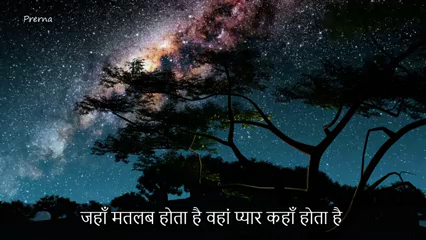 Prerna
जहाँ मतलब होता है वहां प्यार कहाँ होता है